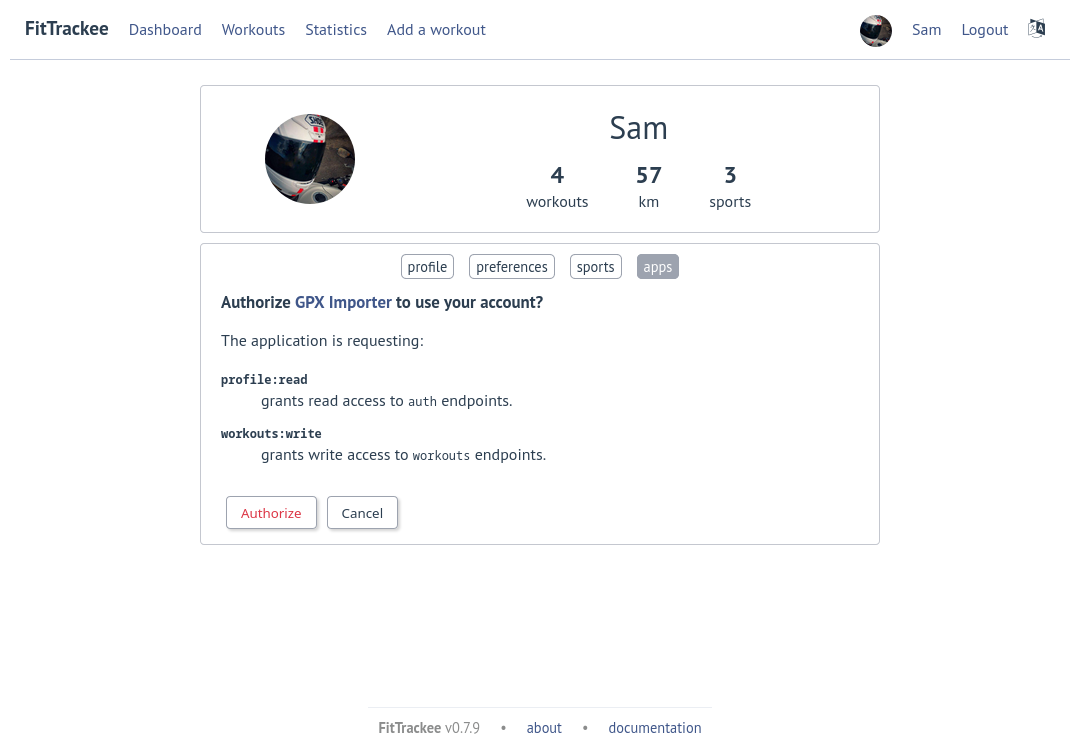 FitTrackee Dashboard Workouts Statistics Add a workout Sam Logout
Sam
4 57 3
workouts km sports
profile preferences sports apps
Authorize GPX Importer to use your account?
The application is requesting:
profile:read
grants read access to auth endpoints.
workouts:write
grants write access to workouts endpoints.
Authorize Cancel
FitTrackee v0.7.9 • about • documentation